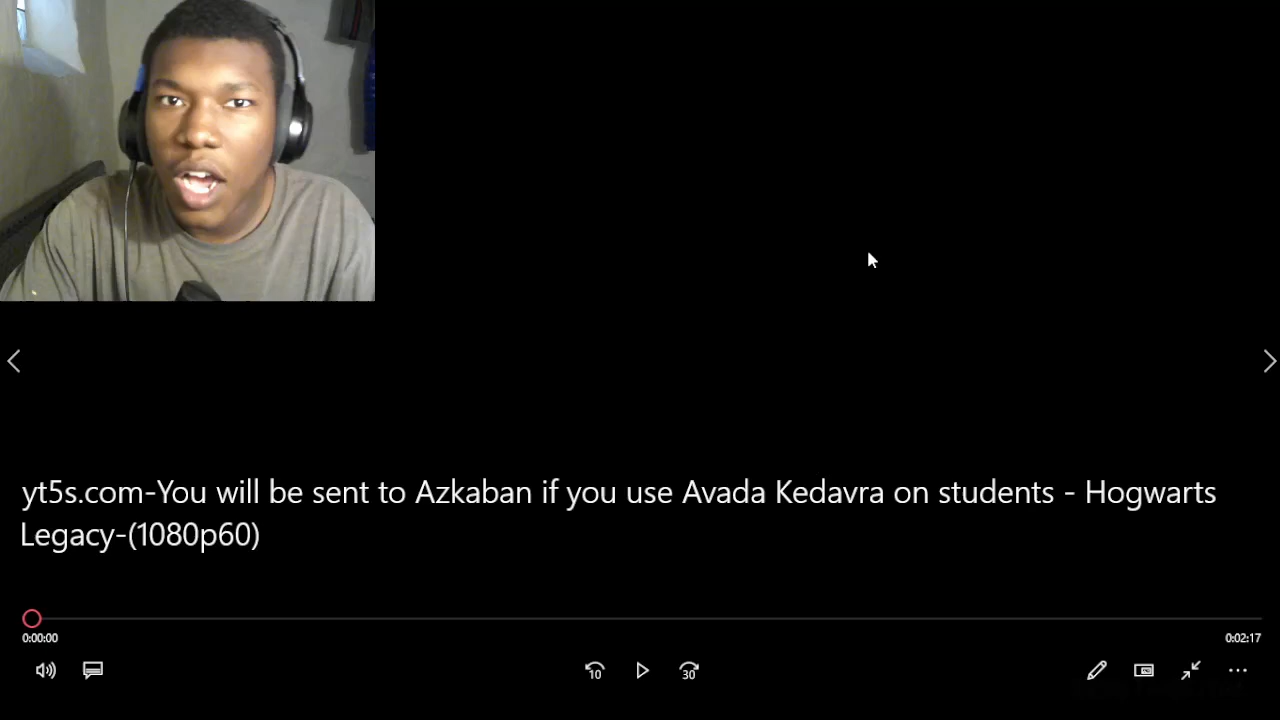 yt5s.com-You will be sent to Azkaban if you use Avada Kedavra on students - Hogwarts
Legacy-(1080p60)
0:00:00
0:02:17
10
30